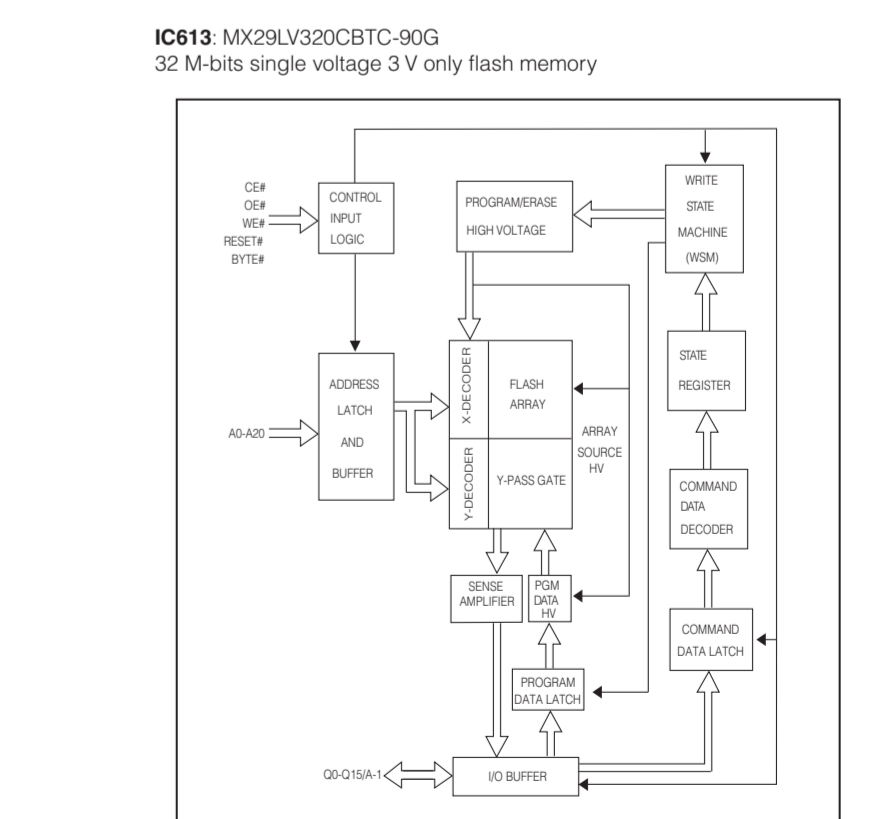 IC613: MX29LV320CBTC-90G
32 M-bits single voltage 3 V only flash memory
CE#
OE#
WE#
RESET#
BYTE#
CONTROL
INPUT
LOGIC
PROGRAM/ERASE
HIGH VOLTAGE
WRITE
STATE
MACHINE
(WSM)
STATE
REGISTER
A0-A20
ADDRESS
LATCH
AND
BUFFER
X-DECODER
FLASH
ARRAY
Y-DECODER
Y-PASS GATE
ARRAY
SOURCE
HV
COMMAND
DATA
DECODER
SENSE
AMPLIFIER
PGM
DATA
HV
COMMAND
DATA LATCH
PROGRAM
DATA LATCH
Q0-Q15/A-1
I/O BUFFER